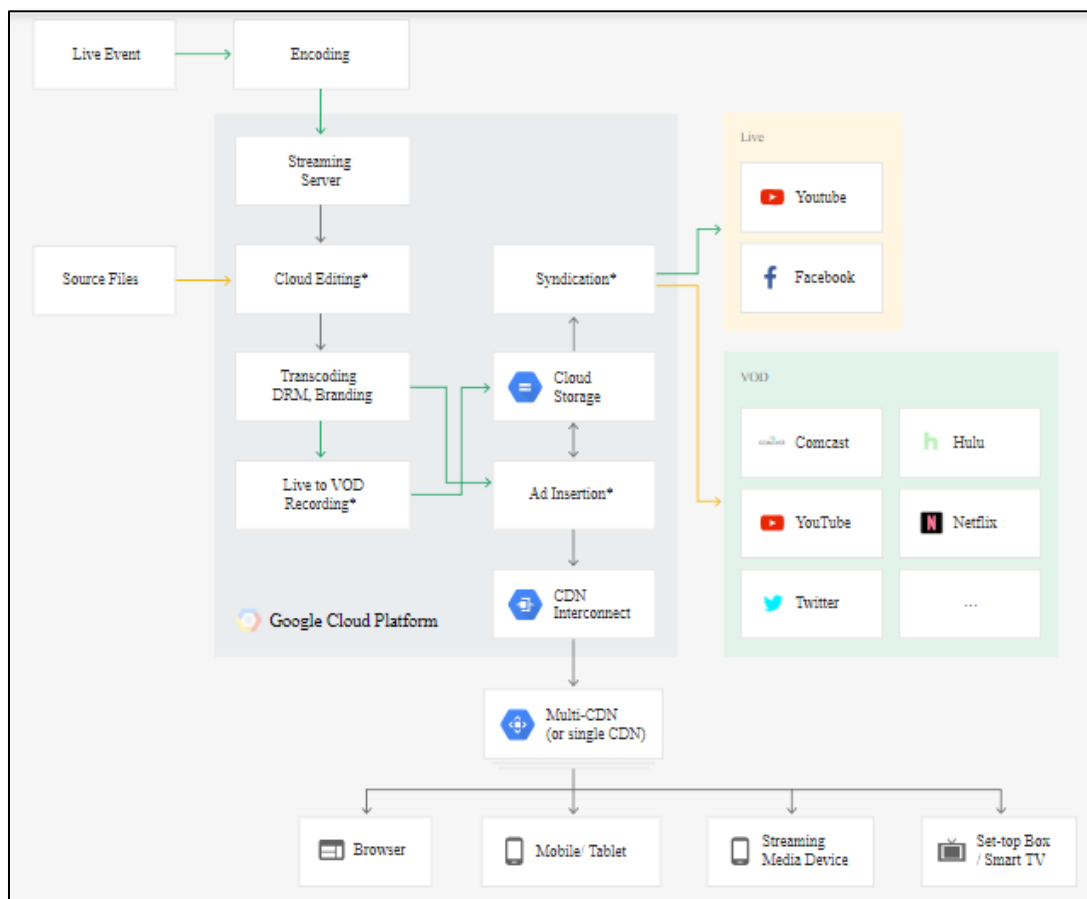 Live Event
Encoding
Streaming
Server
Live
Youtube
Source Files
Cloud Editing*
Syndication*
Facebook
Transcoding
DRM, Branding
Cloud
Storage
VOD
Comcast
Hulu
Live to VOD
Recording*
Ad Insertion*
YouTube
Netflix
CDN
Interconnect
Twitter
...
Google Cloud Platform
Multi-CDN
(or single CDN)
Browser
Mobile/ Tablet
Streaming
Media Device
Set-top Box
/ Smart TV